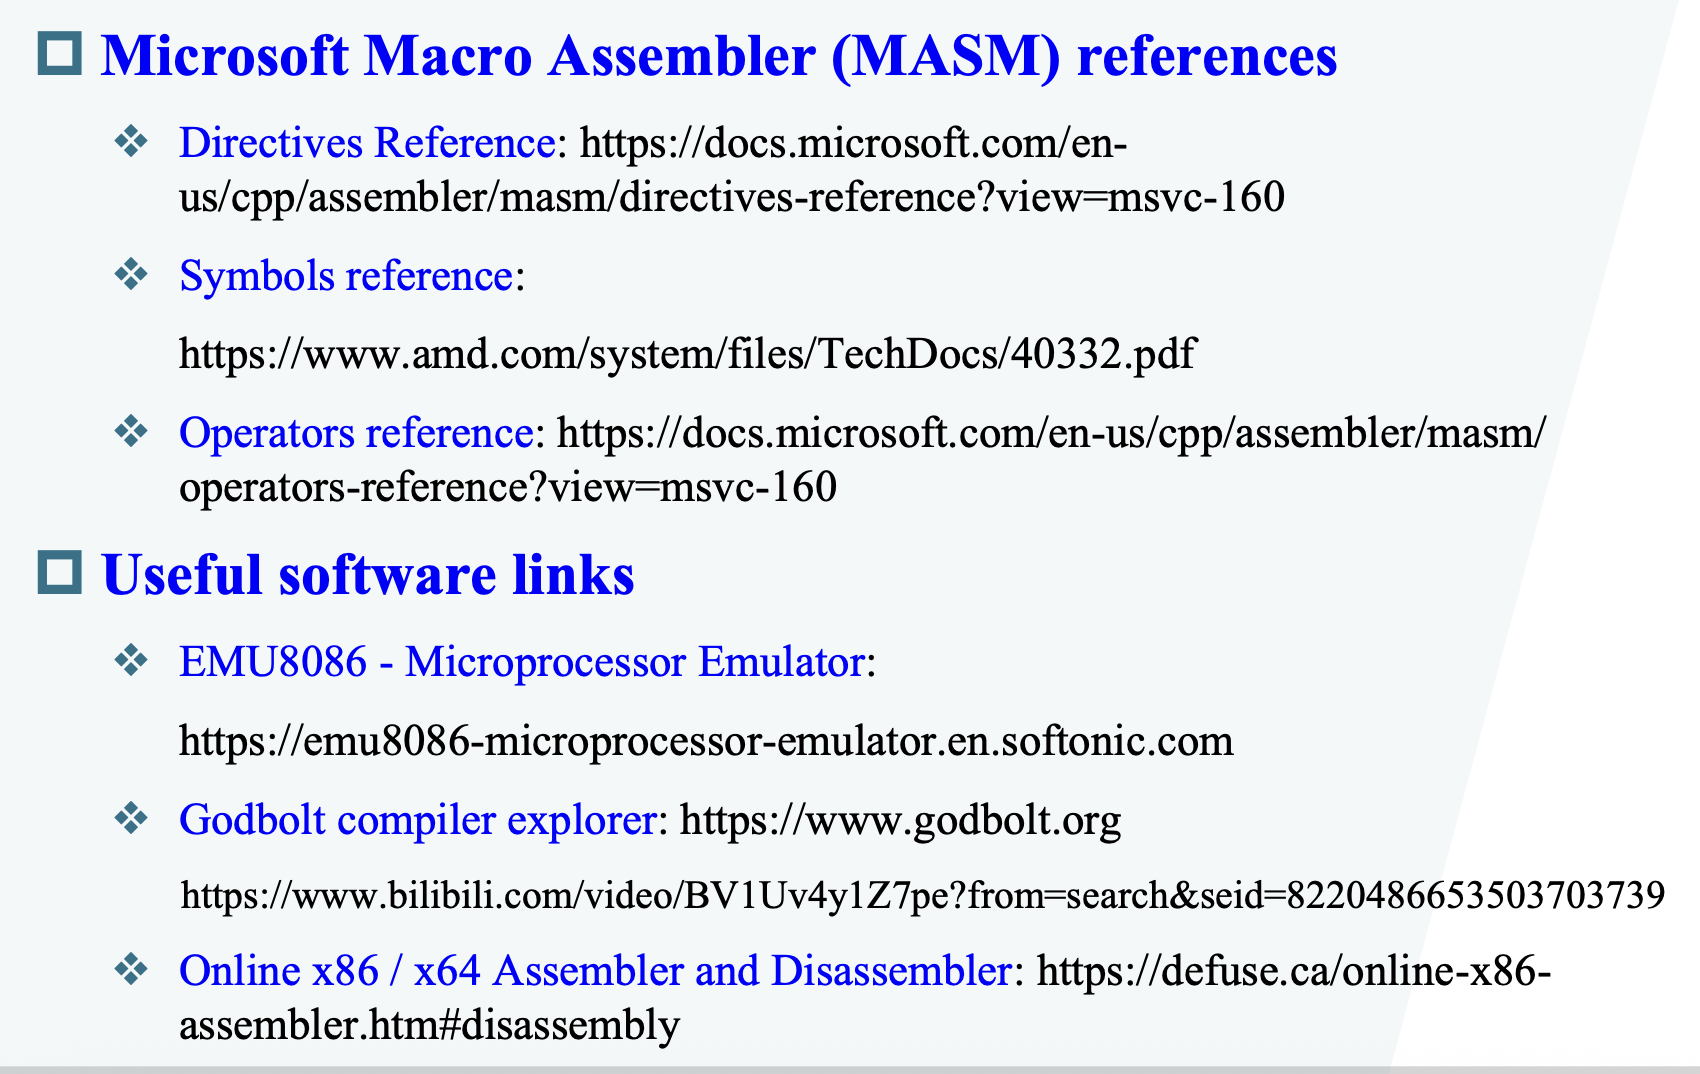 Microsoft Macro Assembler (MASM) references
Directives Reference: https://docs.microsoft.com/en-
us/cpp/assembler/masm/directives-reference?view=msvc-160
Symbols reference:
https://www.amd.com/system/files/TechDocs/40332.pdf
Operators reference: https://docs.microsoft.com/en-us/cpp/assembler/masm/
operators-reference?view=msvc-160
Useful software links
EMU8086 - Microprocessor Emulator:
https://emu8086-microprocessor-emulator.en.softonic.com
Godbolt compiler explorer: https://www.godbolt.org
https://www.bilibili.com/video/BV1Uv4y1Z7pe?from=search&seid=8220486653503703739
Online x86 / x64 Assembler and Disassembler: https://defuse.ca/online-x86-
assembler.htm#disassembly